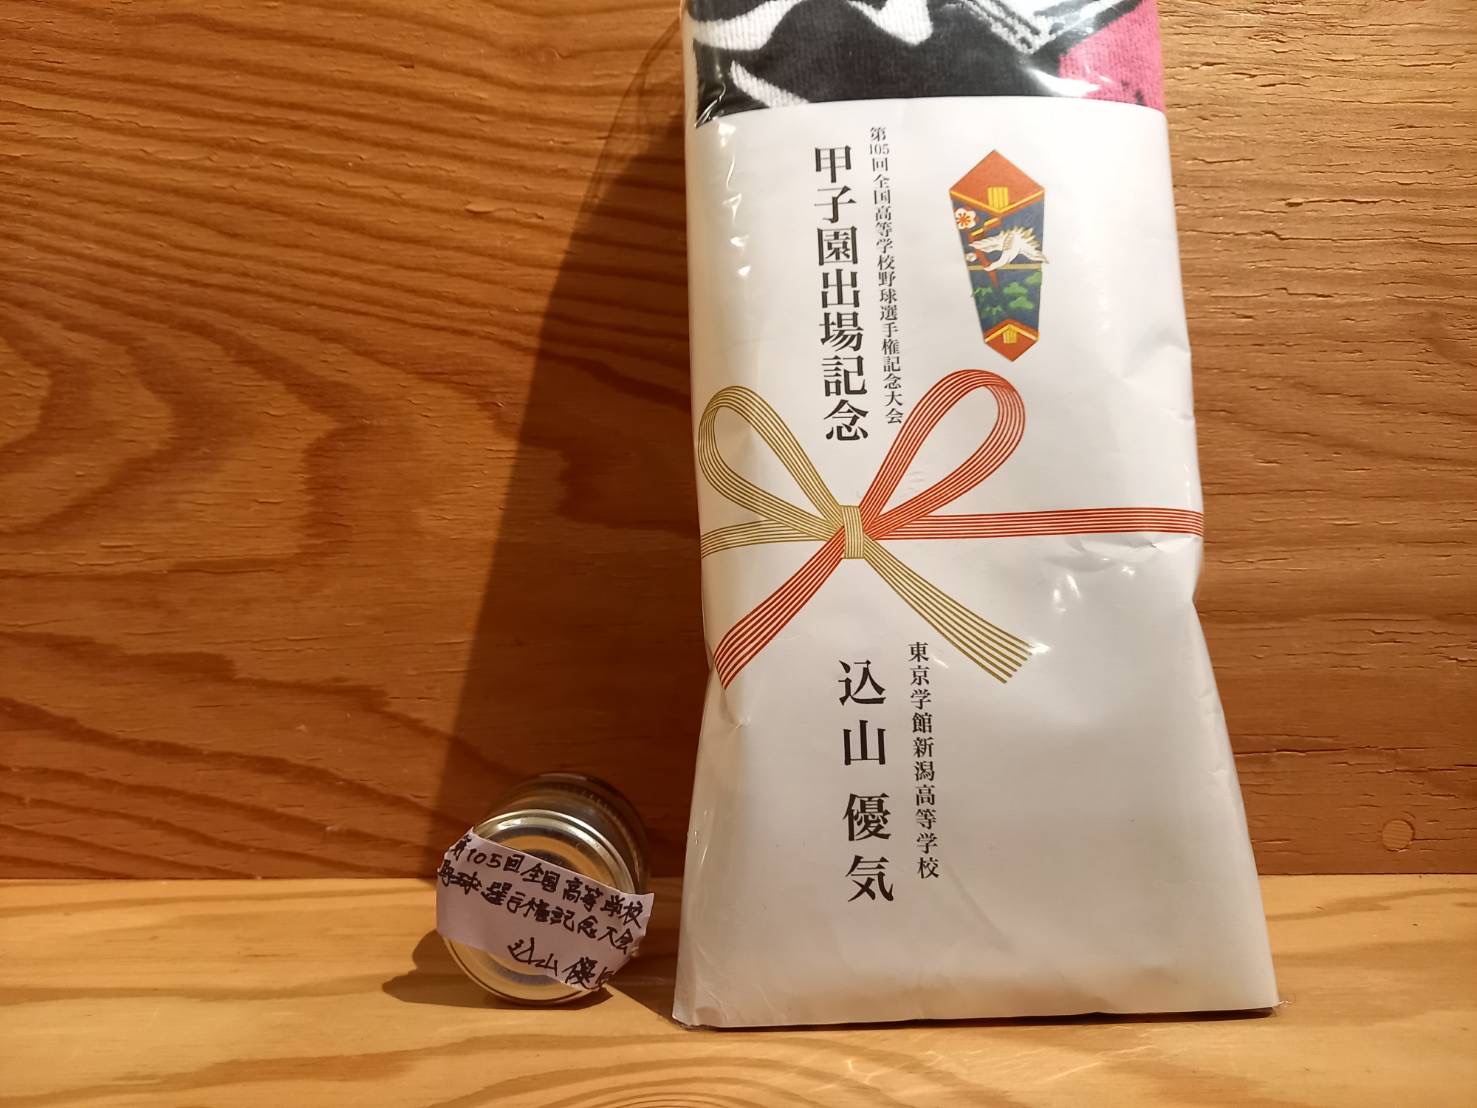 第105回全国高等学校野球選手権記念大会
甲子園出場記念
東京学館新潟高等学校
込山優気
第105回全国高等学校
野球選手権記念大会
込山優